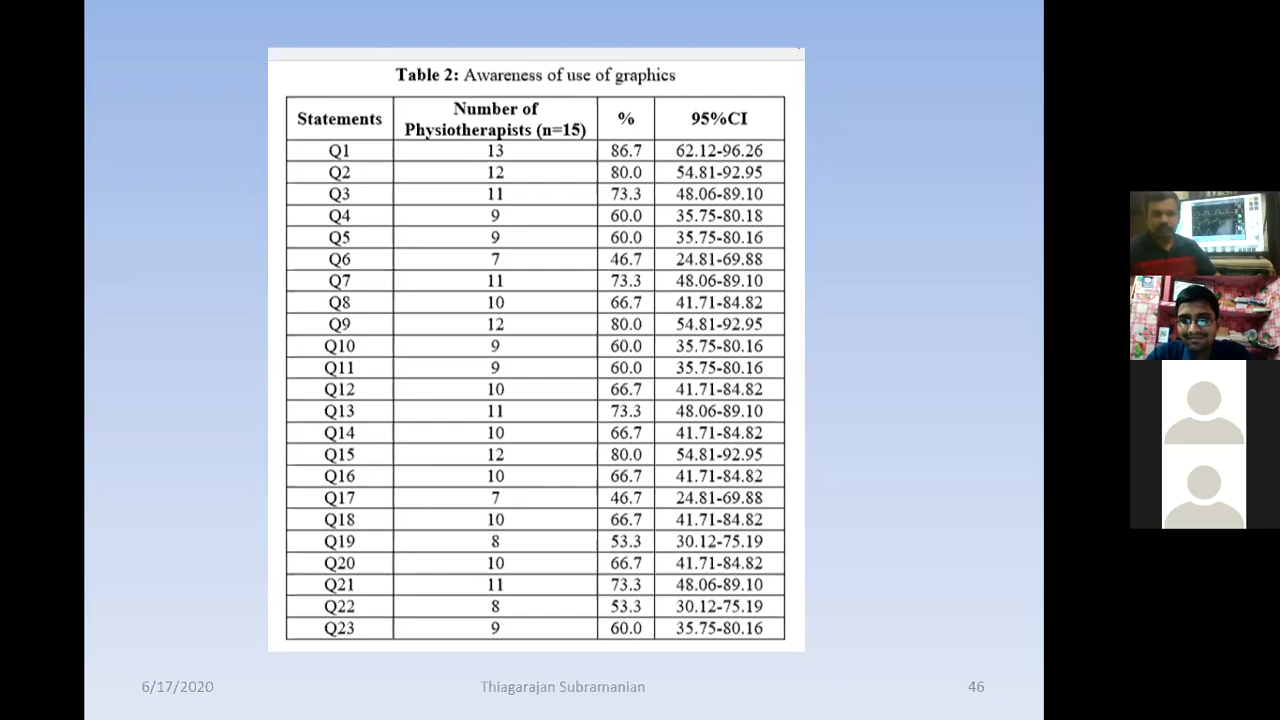 Table 2: Awareness of use of graphics
Statements Number of Physiotherapists (n=15) % 95%CI
Q1 13 86.7 62.12-96.26
Q2 12 80.0 54.81-92.95
Q3 11 73.3 48.06-89.10
Q4 9 60.0 35.75-80.18
Q5 9 60.0 35.75-80.16
Q6 7 46.7 24.81-69.88
Q7 11 73.3 48.06-89.10
Q8 10 66.7 41.71-84.82
Q9 12 80.0 54.81-92.95
Q10 9 60.0 35.75-80.16
Q11 9 60.0 35.75-80.16
Q12 10 66.7 41.71-84.82
Q13 11 73.3 48.06-89.10
Q14 10 66.7 41.71-84.82
Q15 12 80.0 54.81-92.95
Q16 10 66.7 41.71-84.82
Q17 7 46.7 24.81-69.88
Q18 10 66.7 41.71-84.82
Q19 8 53.3 30.12-75.19
Q20 10 66.7 41.71-84.82
Q21 11 73.3 48.06-89.10
Q22 8 53.3 30.12-75.19
Q23 9 60.0 35.75-80.16
6/17/2020 Thiagarajan Subramanian 46